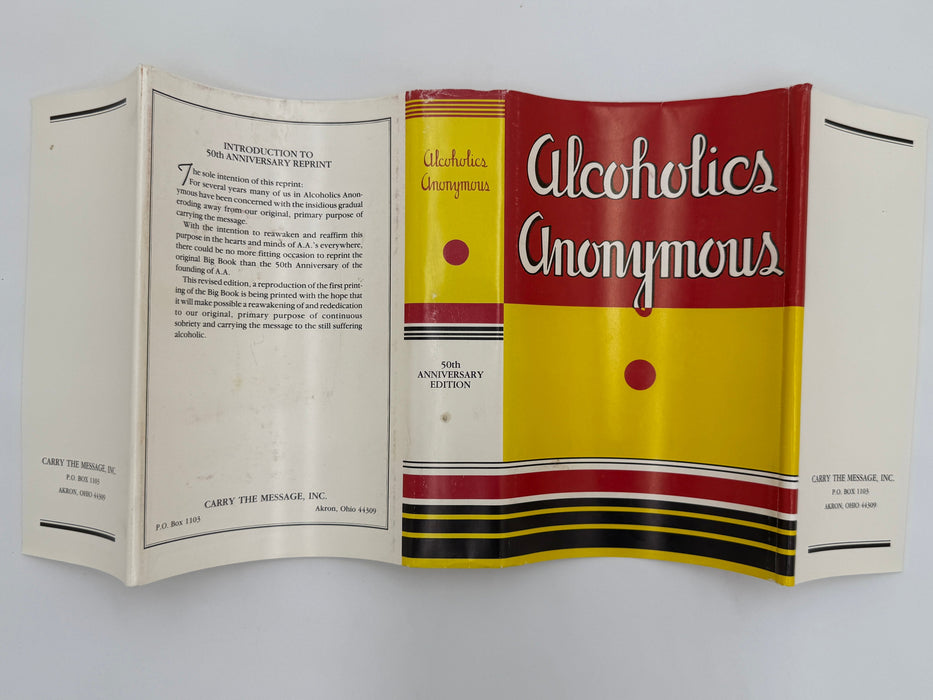 CARRY THE MESSAGE, INC.
P.O. BOX 1103
AKRON, OHIO 44309
INTRODUCTION TO
50th ANNIVERSARY REPRINT
The sole intention of this reprint:
For several years many of us in Alcoholics Anon-
ymous have been concerned with the insidious gradual
eroding away from our original, primary purpose of
carrying the message.
With the intention to reawaken and reaffirm this
purpose in the hearts and minds of A.A.'s everywhere,
there could be no more fitting occasion to reprint the
original Big Book than the 50th Anniversary of the
founding of A.A.
This revised edition, a reproduction of the first print-
ing of the Big Book is being printed with the hope that
it will make possible a reawakening of and rededication
to our original, primary purpose of continuous
sobriety and carrying the message to the still suffering
alcoholic.
CARRY THE MESSAGE, INC.
P.O. Box 1103
Akron, Ohio 44309
Alcoholics
Anonymous
50th
ANNIVERSARY
EDITION
Alcoholics
Anonymous
CARRY THE MESSAGE, INC.
P.O. BOX 1103
AKRON, OHIO 44309